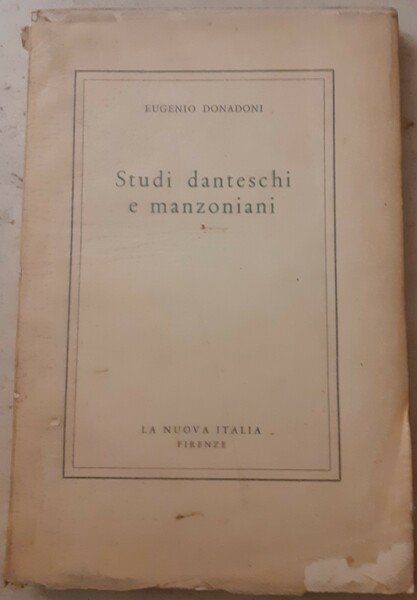 EUGENIO DONADONI
Studi danteschi
e manzoniani
LA NUOVA ITALIA
FIRENZE